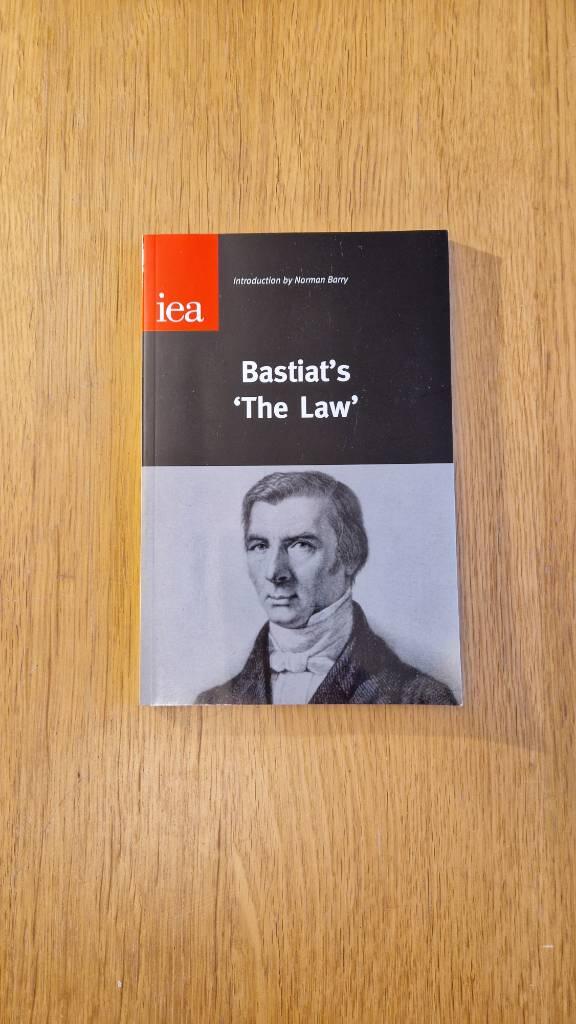 Introduction by Norman Barry
iea
Bastiat’s
‘The Law’